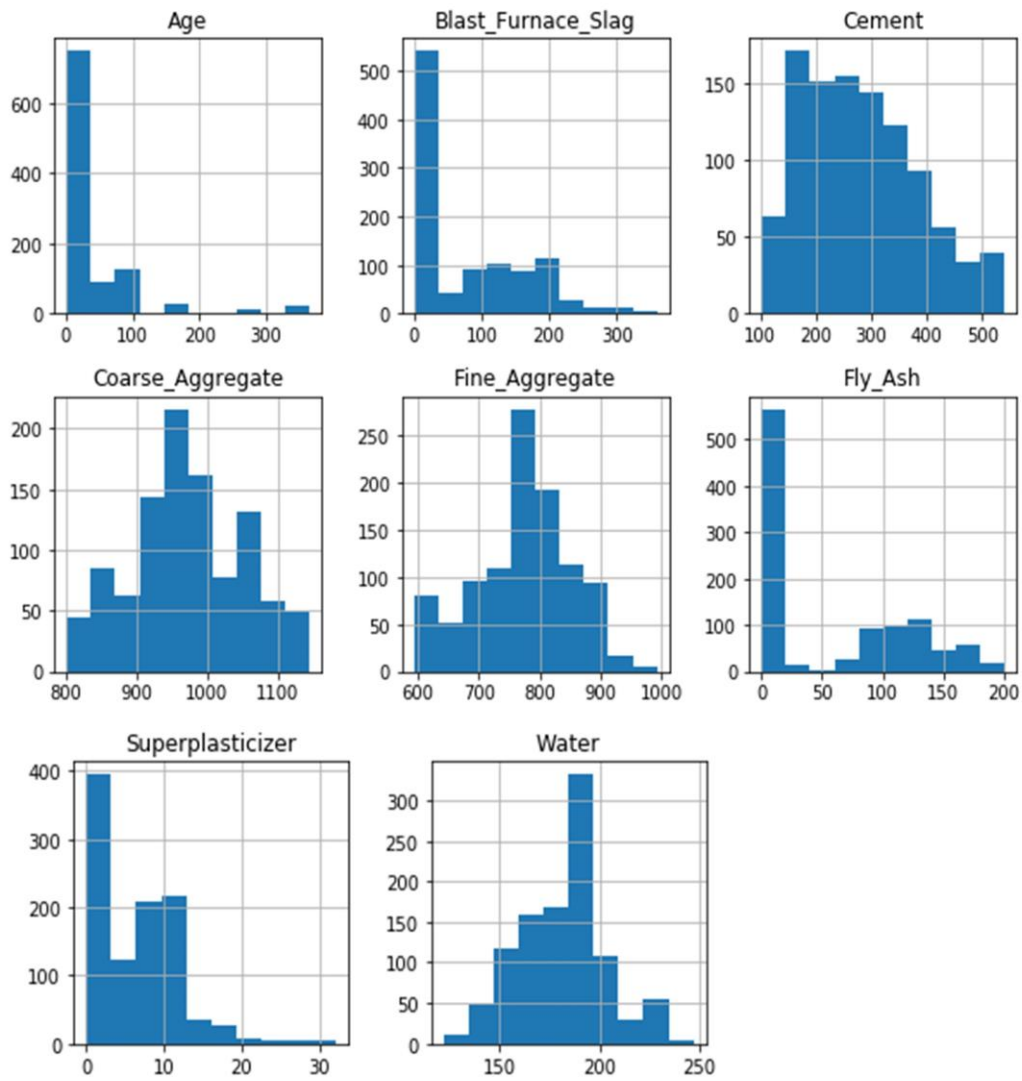 Age
600
400
200
0
0 100 200 300
Blast_Furnace_Slag
500
400
300
200
100
0
0 100 200 300
Cement
150
100
50
0
100 200 300 400 500
Coarse_Aggregate
200
150
100
50
0
800 900 1000 1100
Fine_Aggregate
250
200
150
100
50
0
600 700 800 900 1000
Fly_Ash
500
400
300
200
100
0
0 50 100 150 200
Superplasticizer
400
300
200
100
0
0 10 20 30
Water
300
250
200
150
100
50
0
150 200 250